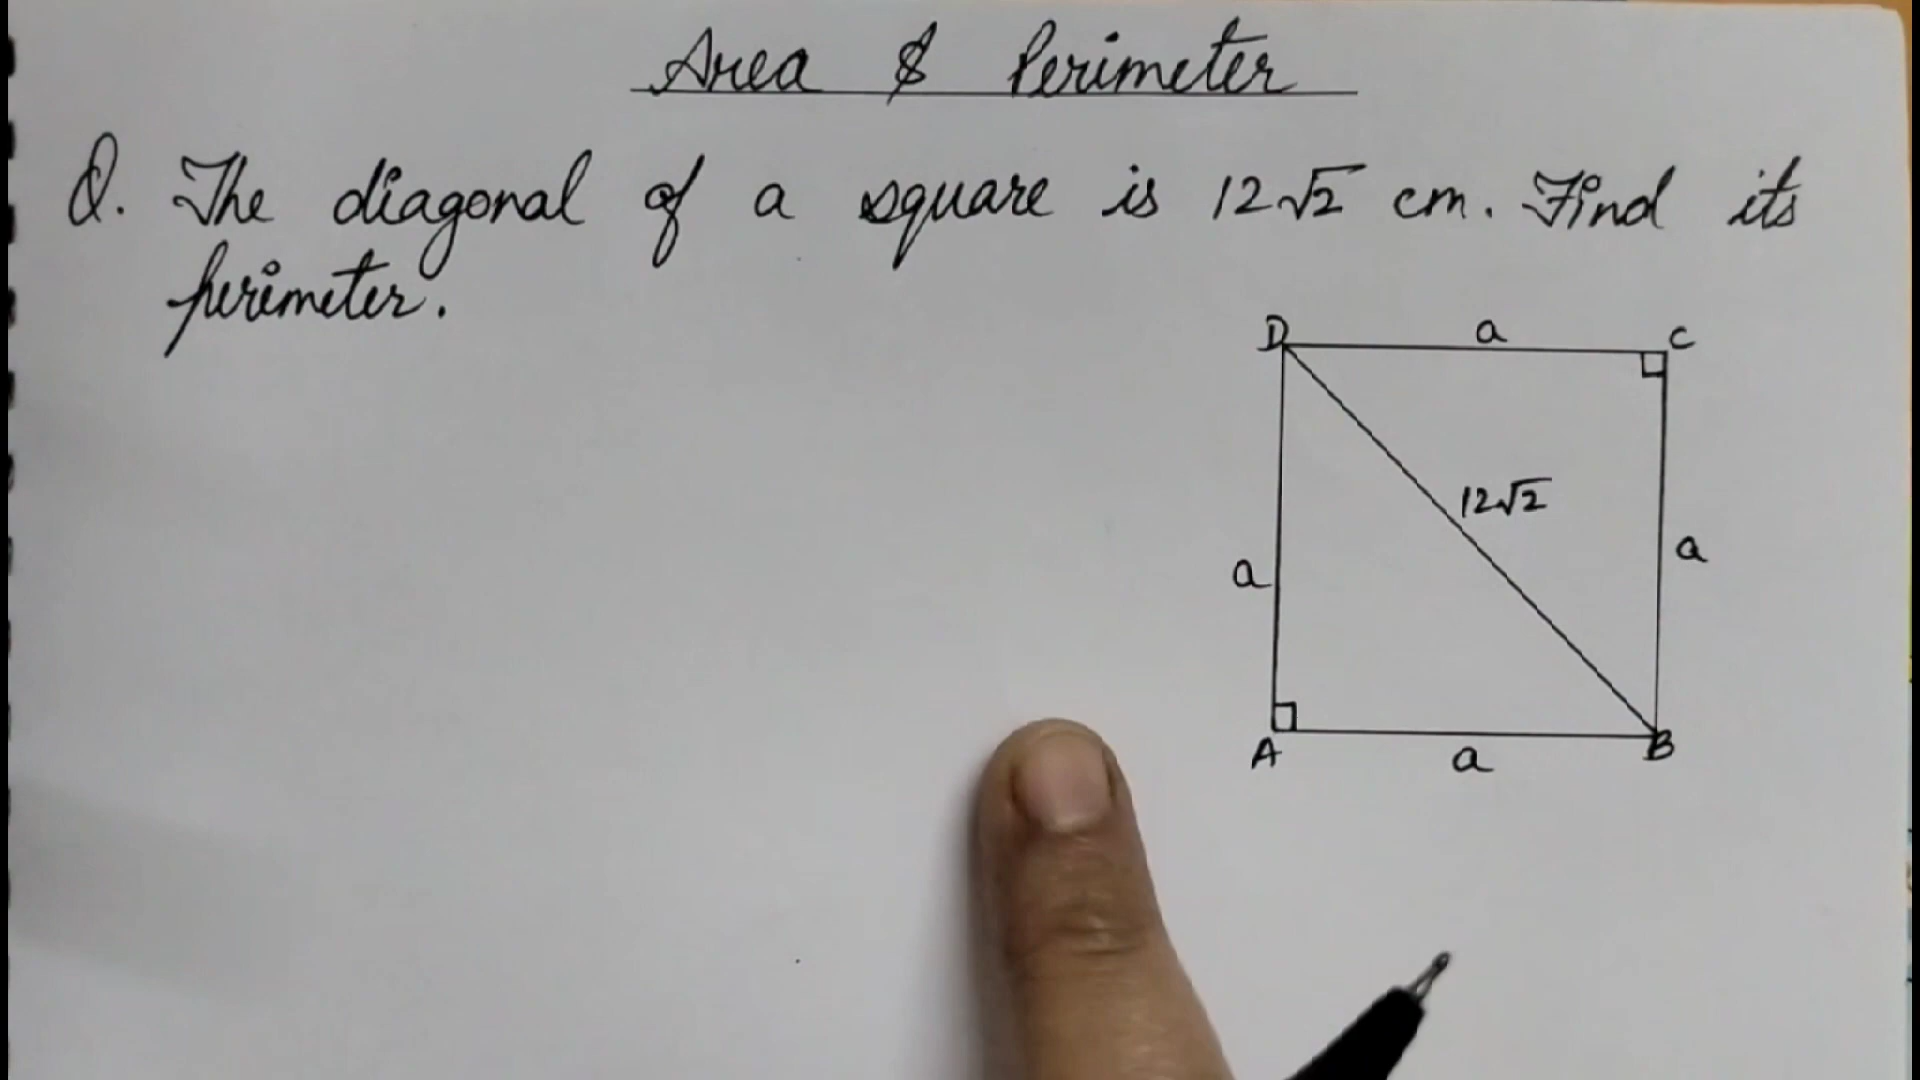 Area & Perimeter
Q. The diagonal of a square is 12√2 cm. Find its
perimeter.
D a C
12√2
a a
A a B